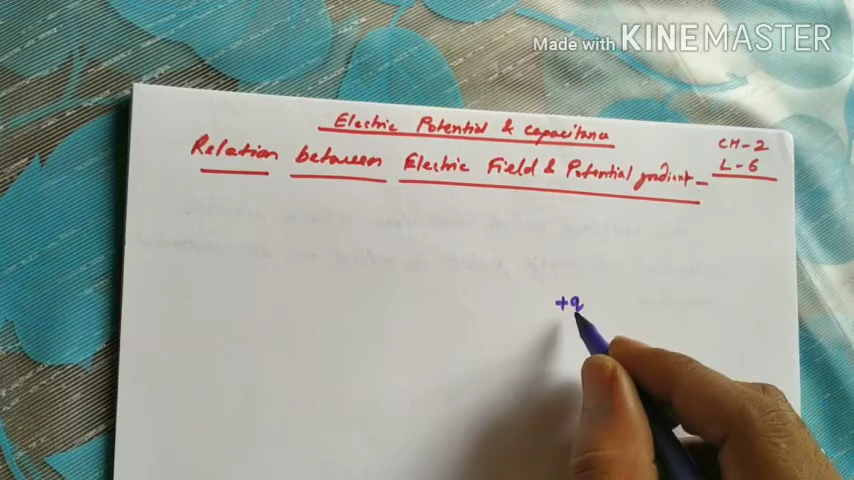 Made with KINEMASTER
Electric Potential & Capacitance
CH-2
Relation between Electric Field & Potential gradient-
L-6
+q